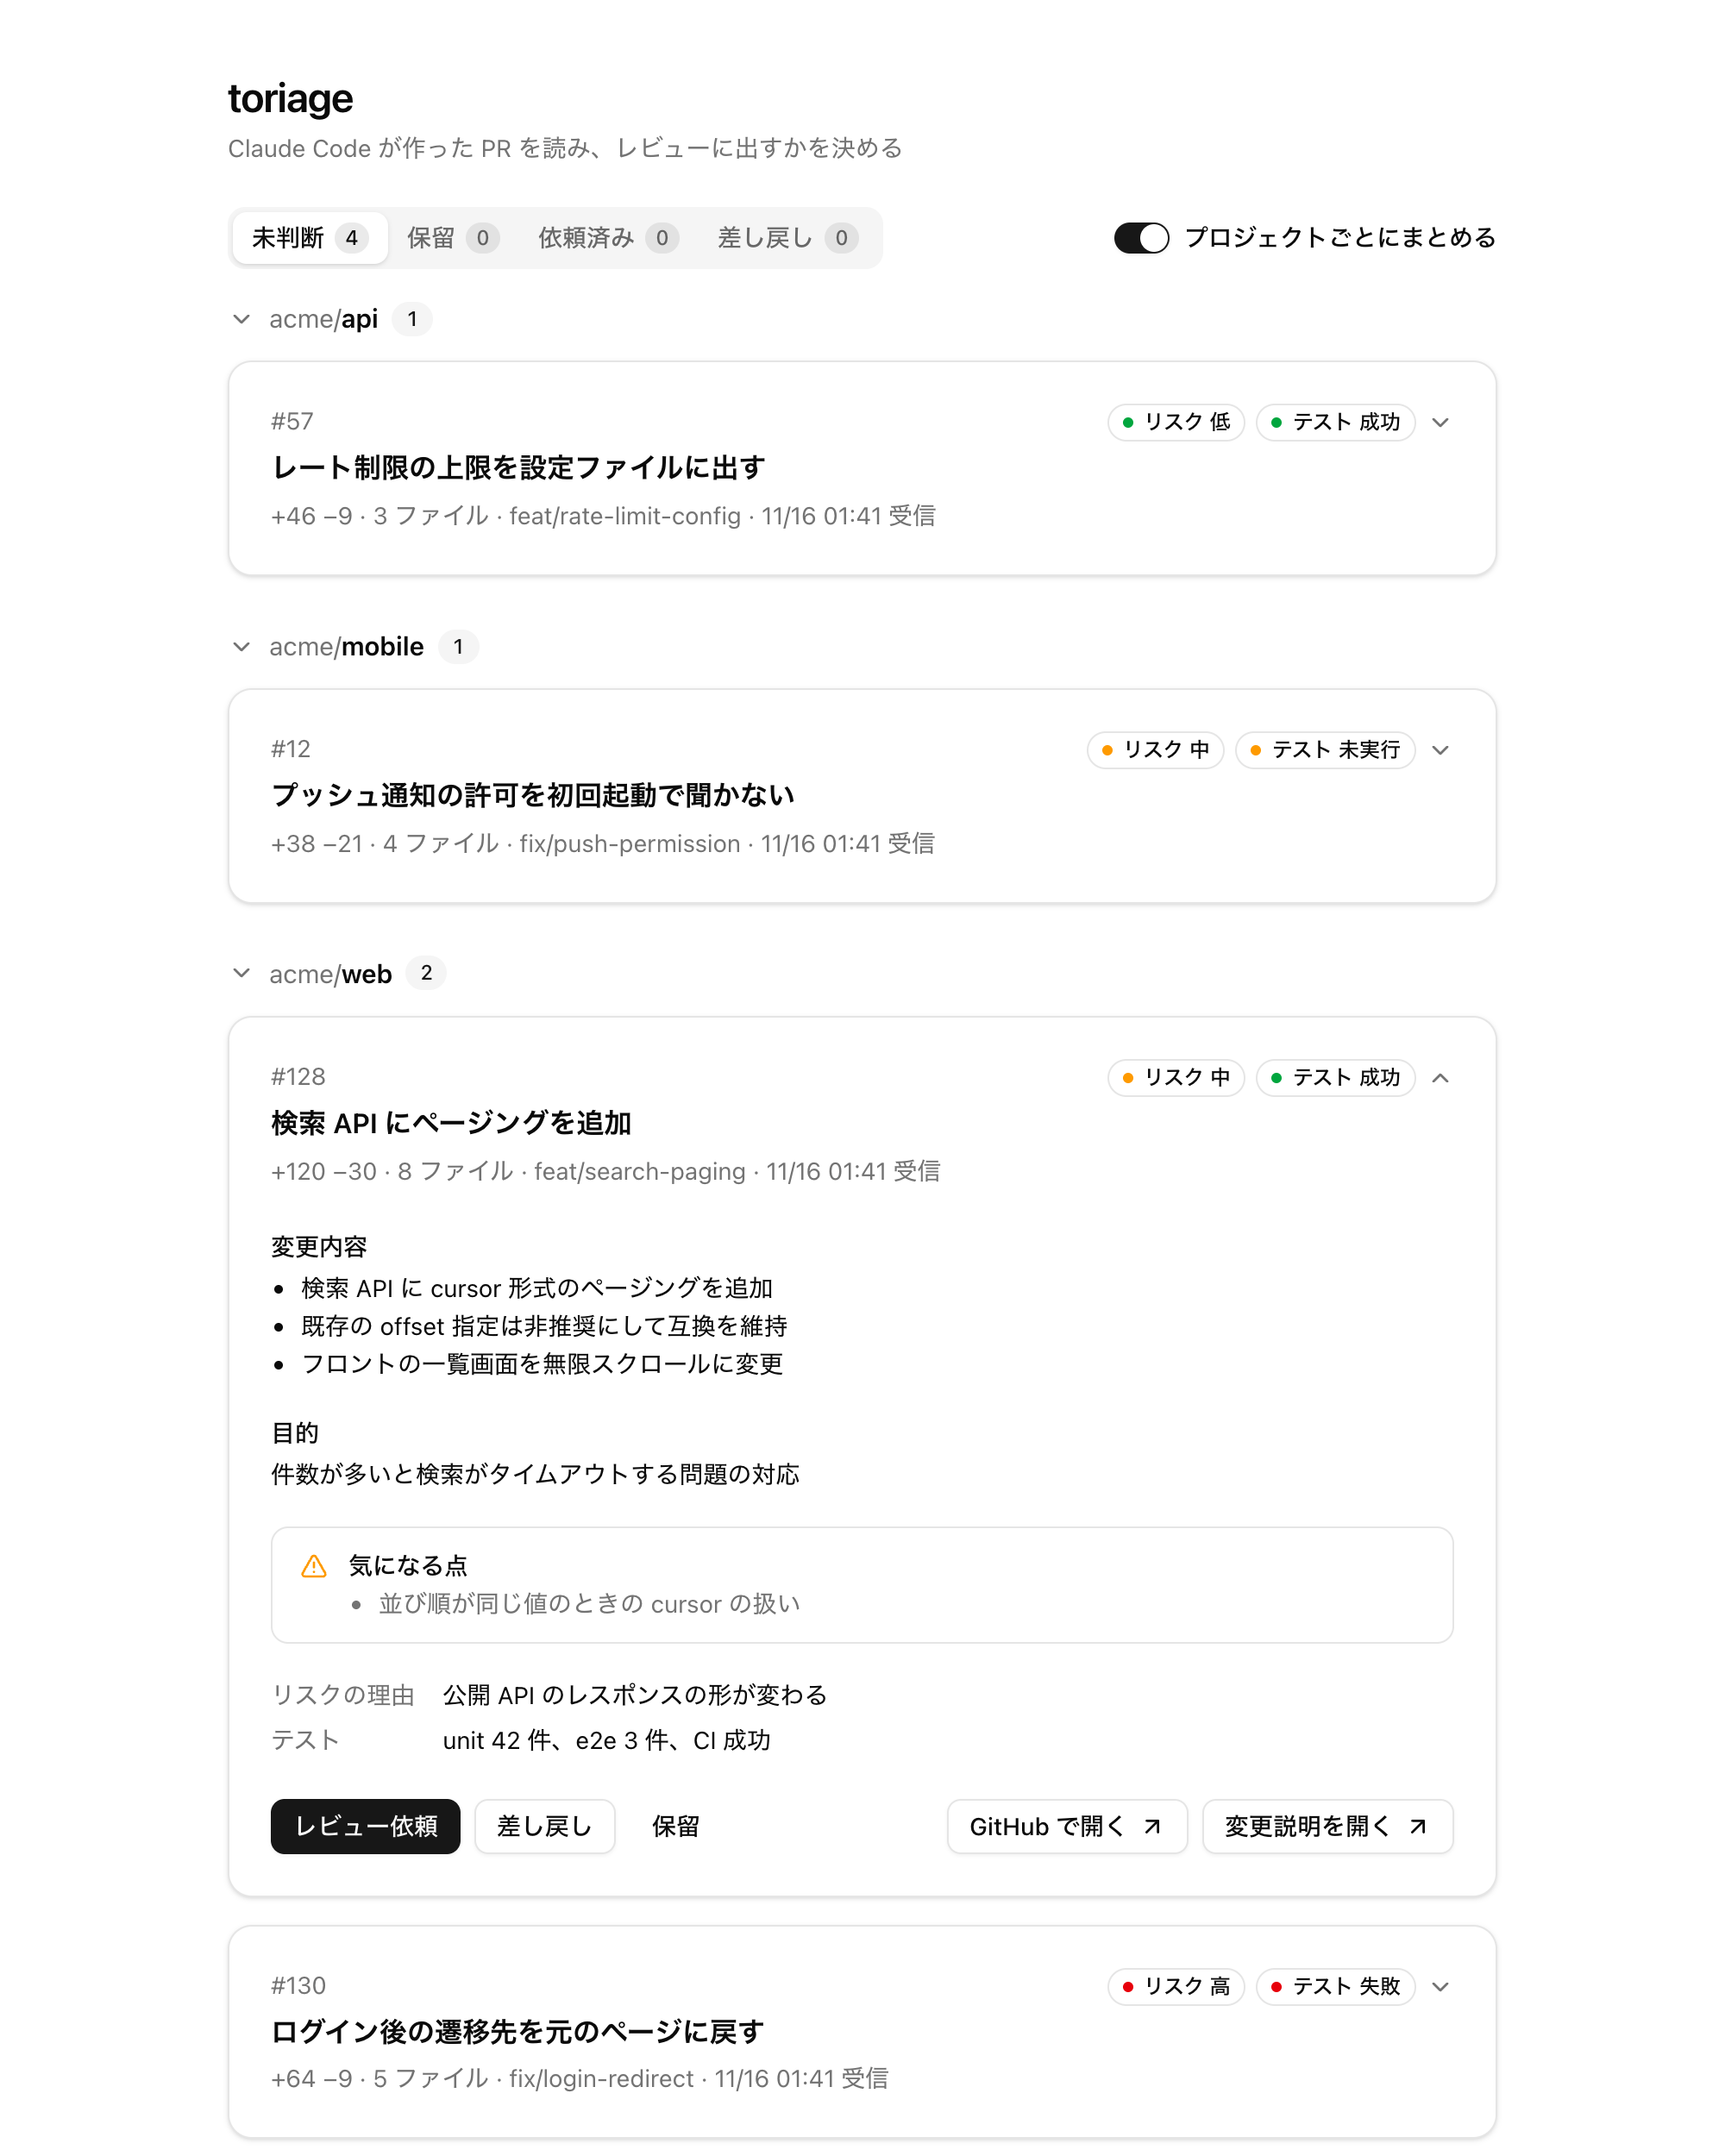 toriage
Claude Code が作った PR を読み、レビューに出すかを決める
未判断 4 保留 0 依頼済み 0 差し戻し 0 プロジェクトごとにまとめる
acme/api 1
#57 リスク 低 テスト 成功
レート制限の上限を設定ファイルに出す
+46 −9 · 3 ファイル · feat/rate-limit-config · 11/16 01:41 受信
acme/mobile 1
#12 リスク 中 テスト 未実行
プッシュ通知の許可を初回起動で聞かない
+38 −21 · 4 ファイル · fix/push-permission · 11/16 01:41 受信
acme/web 2
#128 リスク 中 テスト 成功
検索 API にページングを追加
+120 −30 · 8 ファイル · feat/search-paging · 11/16 01:41 受信
変更内容
• 検索 API に cursor 形式のページングを追加
• 既存の offset 指定は非推奨にして互換を維持
• フロントの一覧画面を無限スクロールに変更
目的
件数が多いと検索がタイムアウトする問題の対応
気になる点
• 並び順が同じ値のときの cursor の扱い
リスクの理由 公開 API のレスポンスの形が変わる
テスト unit 42 件、e2e 3 件、CI 成功
レビュー依頼 差し戻し 保留 GitHub で開く 変更説明を開く
#130 リスク 高 テスト 失敗
ログイン後の遷移先を元のページに戻す
+64 −9 · 5 ファイル · fix/login-redirect · 11/16 01:41 受信